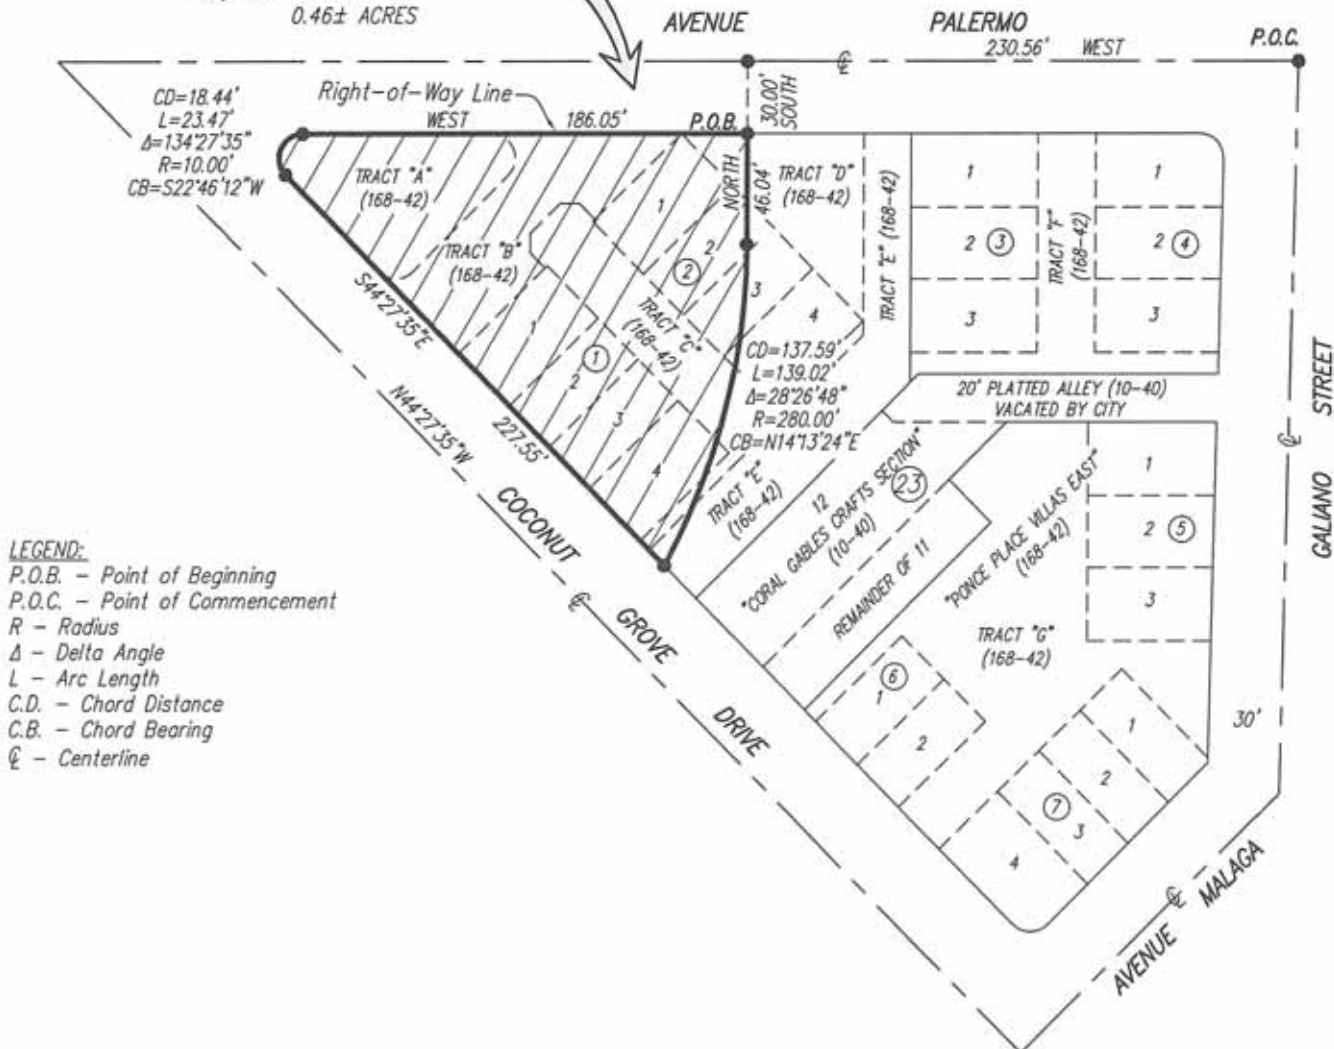 0.46± ACRES
AVENUE
PALERMO
230.56' WEST
P.O.C.
℄
30.00'
SOUTH
CD=18.44'
L=23.47'
Δ=134°27'35"
R=10.00'
CB=S22°46'12"W
Right-of-Way Line
WEST
186.05'
P.O.B.
NORTH
46.04'
TRACT "A"
(168-42)
TRACT "B"
(168-42)
TRACT "C"
(168-42)
TRACT "D"
(168-42)
TRACT "E" (168-42)
TRACT "F"
(168-42)
1
2
②
3
4
1
2
①
3
4
1
2 ③
3
1
2 ④
3
CD=137.59'
L=139.02'
Δ=28°26'48"
R=280.00'
CB=N14°13'24"E
S44°27'35"E
227.55'
N44°27'35"W
20' PLATTED ALLEY (10-40)
VACATED BY CITY
TRACT "E"
(168-42)
12
"CORAL GABLES CRAFTS SECTION"
(10-40)
23
REMAINDER OF 11
"PONCE PLACE VILLAS EAST"
(168-42)
TRACT "G"
(168-42)
1
2 ⑤
3
⑥
1
2
1
2
⑦
3
4
30'
COCONUT
℄
GROVE
DRIVE
GALIANO STREET
℄
AVENUE
℄
MALAGA
LEGEND:
P.O.B. - Point of Beginning
P.O.C. - Point of Commencement
R - Radius
Δ - Delta Angle
L - Arc Length
C.D. - Chord Distance
C.B. - Chord Bearing
℄ - Centerline